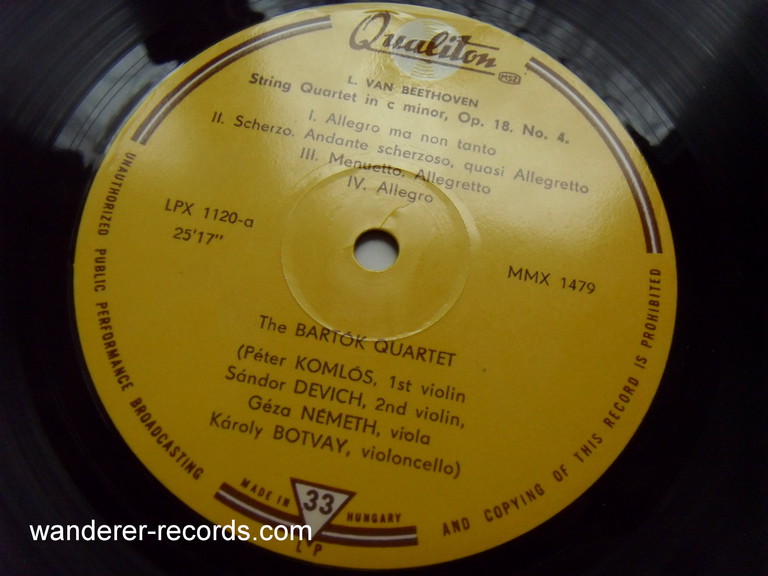 Qualiton
MSZ
L. VAN BEETHOVEN
String Quartet in c minor, Op. 18. No. 4.
I. Allegro ma non tanto
II. Scherzo. Andante scherzoso, quasi Allegretto
III. Menuetto. Allegretto
IV. Allegro
LPX 1120-a
25'17"
MMX 1479
The BARTÓK QUARTET
(Péter KOMLÓS, 1st violin
Sándor DEVICH, 2nd violin,
Géza NÉMETH, viola
Károly BOTVAY, violoncello)
UNAUTHORIZED PUBLIC PERFORMANCE BROADCASTING
AND COPYING OF THIS RECORD IS PROHIBITED
MADE IN 33 HUNGARY
LP
wanderer-records.com